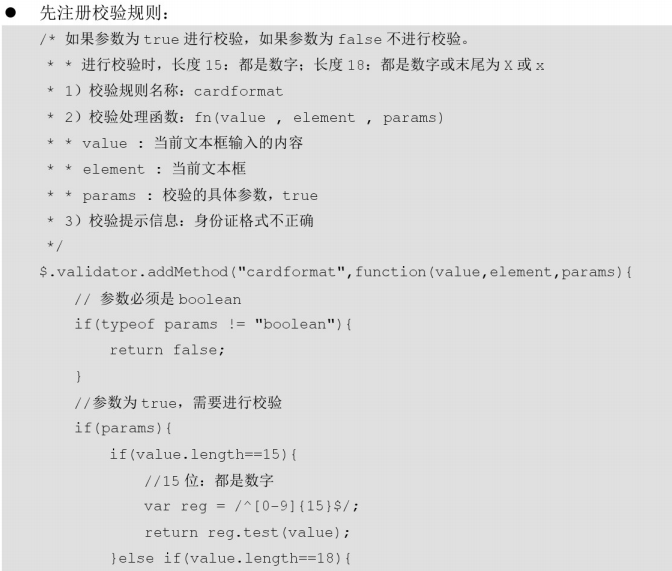 ● 先注册校验规则：
/* 如果参数为 true 进行校验，如果参数为 false 不进行校验。
 * * 进行校验时，长度 15：都是数字；长度 18：都是数字或末尾为 X 或 x
 * 1）校验规则名称：cardformat
 * 2）校验处理函数：fn(value , element , params)
 * * value : 当前文本框输入的内容
 * * element : 当前文本框
 * * params : 校验的具体参数，true
 * 3）校验提示信息：身份证格式不正确
 */
$.validator.addMethod("cardformat",function(value,element,params){
    // 参数必须是 boolean
    if(typeof params != "boolean"){
        return false;
    }
    //参数为 true，需要进行校验
    if(params){
        if(value.length==15){
            //15 位：都是数字
            var reg = /^[0-9]{15}$/;
            return reg.test(value);
        }else if(value.length==18){